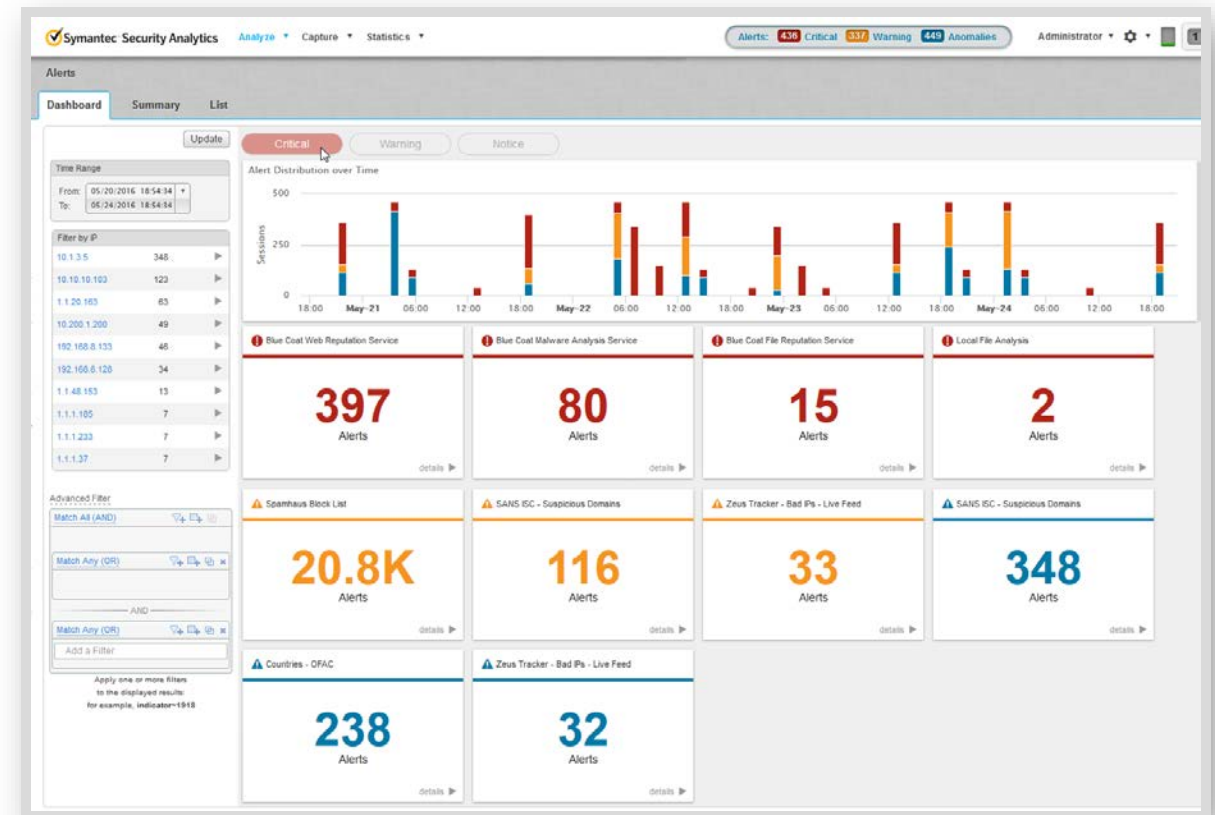 Symantec Security Analytics Analyze Capture Statistics Alerts: 436 Critical 337 Warning 449 Anomalies Administrator 1
Alerts
Dashboard Summary List
Update
Time Range
From: 05/20/2016 18:54:34
To: 05/24/2016 18:54:34
Filter by IP
10.1.3.5 348
10.10.10.103 123
1.1.20.163 63
10.200.1.200 49
192.168.8.133 46
34
1.1.48.153 13
1.1.1.185 7
1.1.1.233 7
1.1.1.37 7
Advanced Filter
Match All (AND)
Match Any (OR)
AND
Match Any (OR)
Add a Filter
Apply one or more filters
to the displayed results:
for example, indicator~1918
Critical Warning Notice
Alert Distribution over Time
Sessions
500
250
0
18:00 May-21 06:00 12:00 18:00 May-22 06:00 12:00 18:00 May-23 06:00 12:00 18:00 May-24 06:00 12:00 18:00
Blue Coat Web Reputation Service
397
Alerts
details
Blue Coat Malware Analysis Service
80
Alerts
details
Blue Coat File Reputation Service
15
Alerts
details
Local File Analysis
2
Alerts
details
Spamhaus Block List
20.8K
Alerts
details
SANS ISC - Suspicious Domains
116
Alerts
details
Zeus Tracker - Bad IPs - Live Feed
33
Alerts
details
SANS ISC - Suspicious Domains
348
Alerts
details
Countries - OFAC
238
Alerts
details
Zeus Tracker - Bad IPs - Live Feed
32
Alerts
details